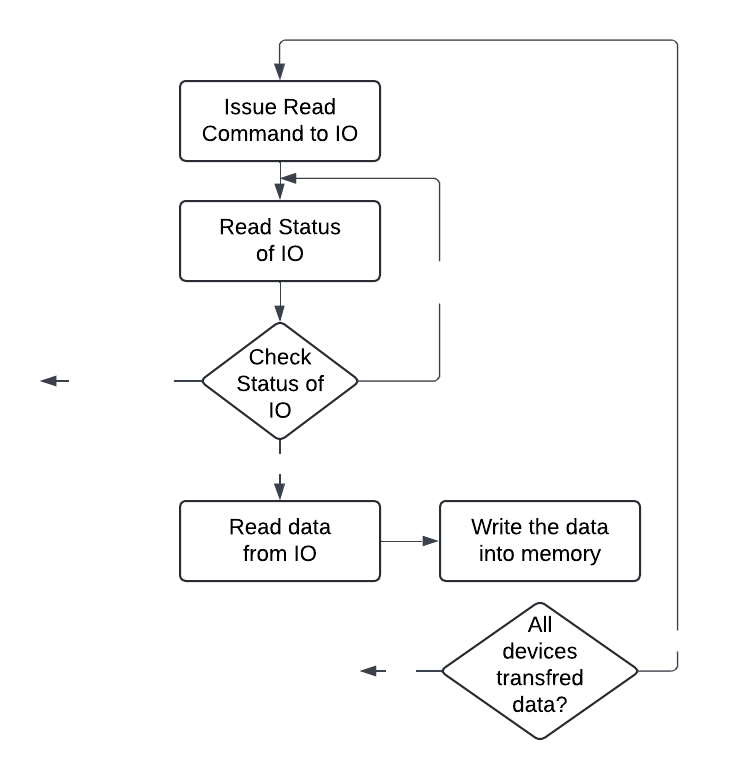 Issue Read
Command to IO
Read Status
of IO
Check
Status of
IO
Read data
from IO
Write the data
into memory
All
devices
transfred
data?